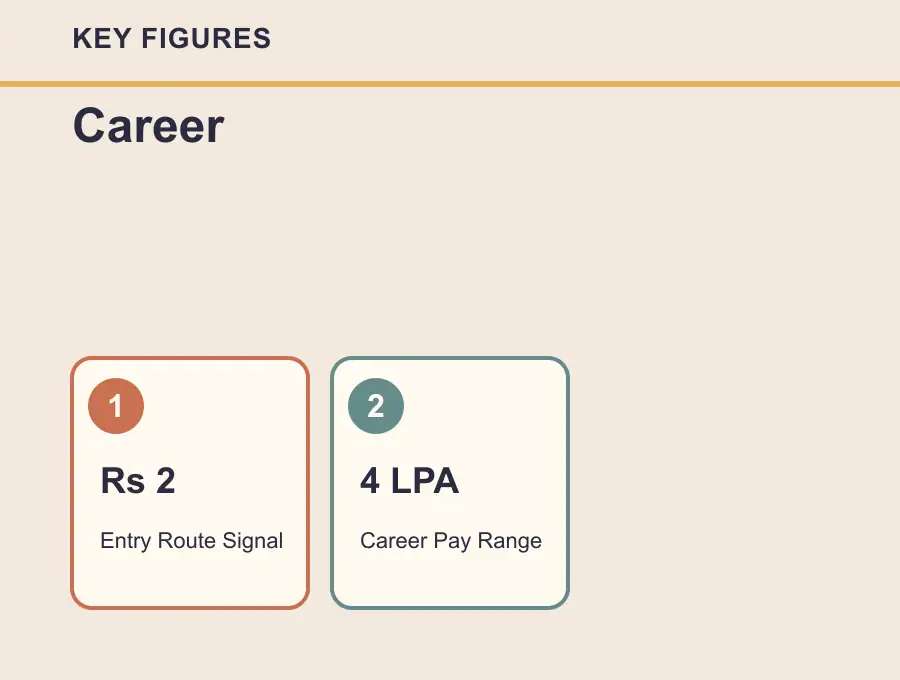 KEY FIGURES
Career
1
Rs 2
Entry Route Signal
2
4 LPA
Career Pay Range